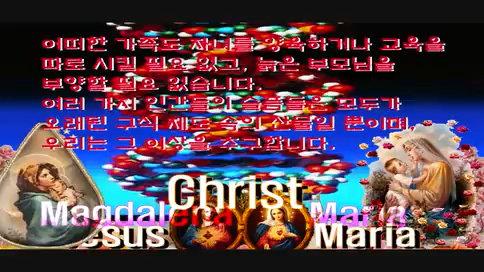 어떠한 가족도 자녀를 양육하거나 교육을
따로 시킬 필요 없고, 늙은 부모님을
부양할 필요 없습니다.
여러 가지 인간들의 슬픔들은 모두가
오래된 구식 제도 속의 산물일 뿐이며,
우리는 그 이상을 추구합니다.
Christ
Magdalena Maria
Jesus Maria